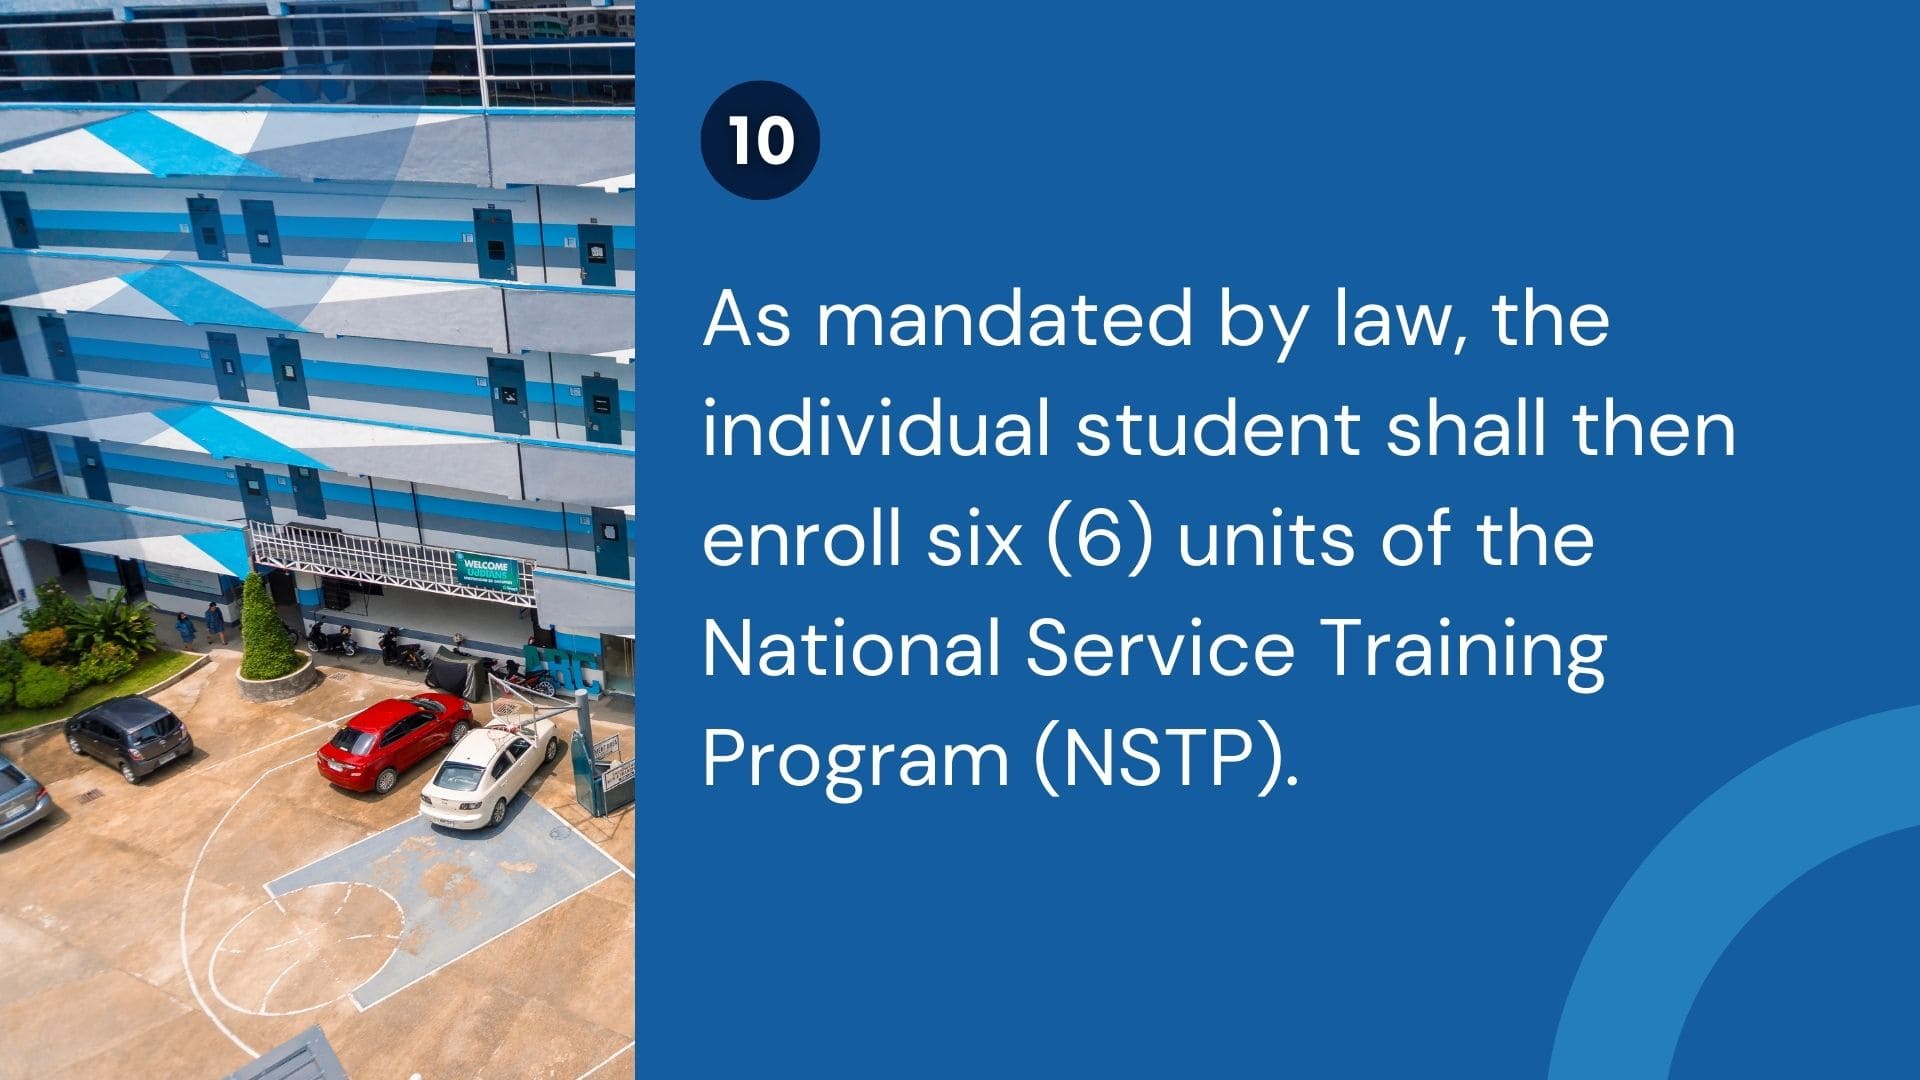 10
As mandated by law, the
individual student shall then
enroll six (6) units of the
National Service Training
Program (NSTP).
WELCOME
UdDIANS